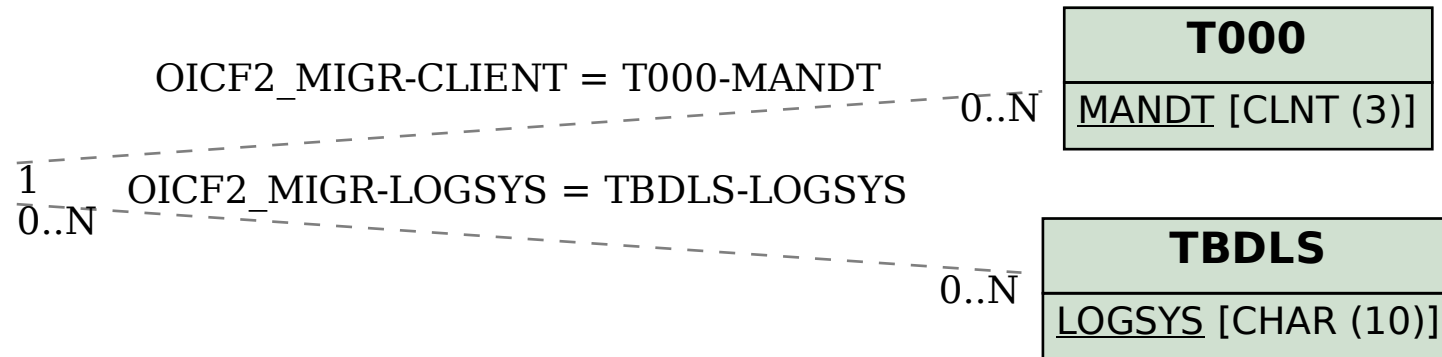 T000
OICF2_MIGR-CLIENT = T000-MANDT
0..N
MANDT [CLNT (3)]
1
OICF2_MIGR-LOGSYS = TBDLS-LOGSYS
0..N
TBDLS
0..N
LOGSYS [CHAR (10)]